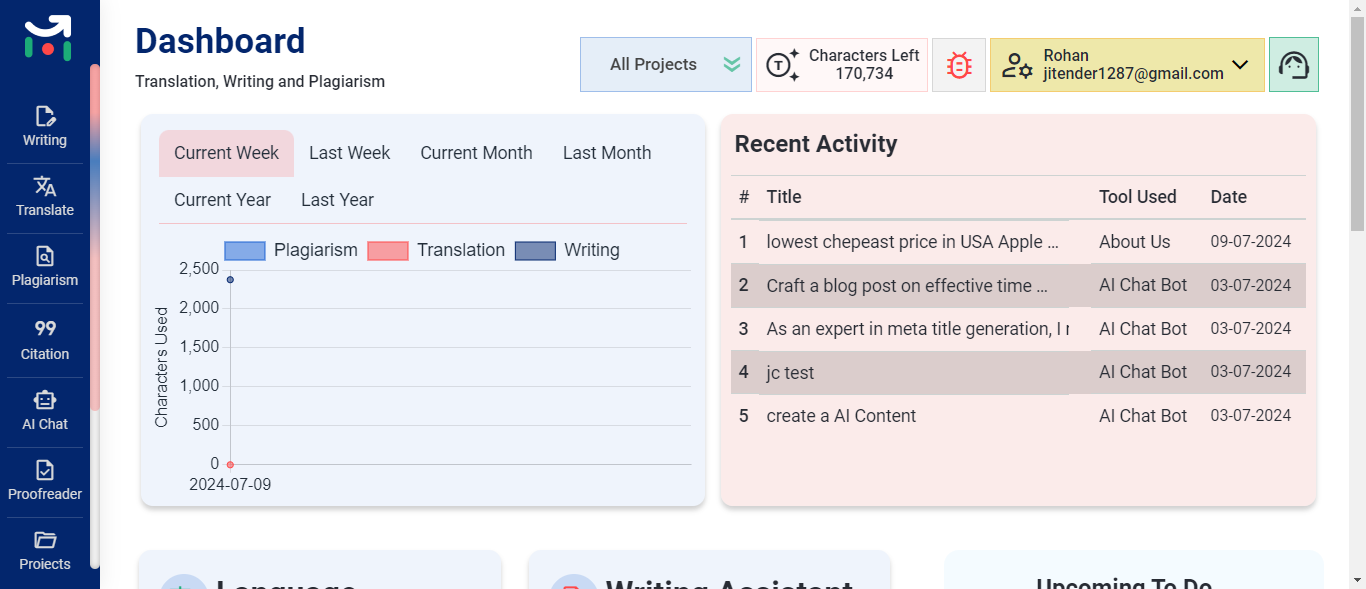 Dashboard
Translation, Writing and Plagiarism
All Projects
Characters Left
170,734
Rohan
jitender1287@gmail.com
Writing
Translate
Plagiarism
Citation
AI Chat
Proofreader
Projects
Current Week Last Week Current Month Last Month
Current Year Last Year
Plagiarism Translation Writing
Characters Used
2,500
2,000
1,500
1,000
500
0
2024-07-09
Recent Activity
# Title Tool Used Date
1 lowest chepeast price in USA Apple ... About Us 09-07-2024
2 Craft a blog post on effective time ... AI Chat Bot 03-07-2024
3 As an expert in meta title generation, I AI Chat Bot 03-07-2024
4 jc test AI Chat Bot 03-07-2024
5 create a AI Content AI Chat Bot 03-07-2024
Language
Writing Assistant
Upcoming To Do